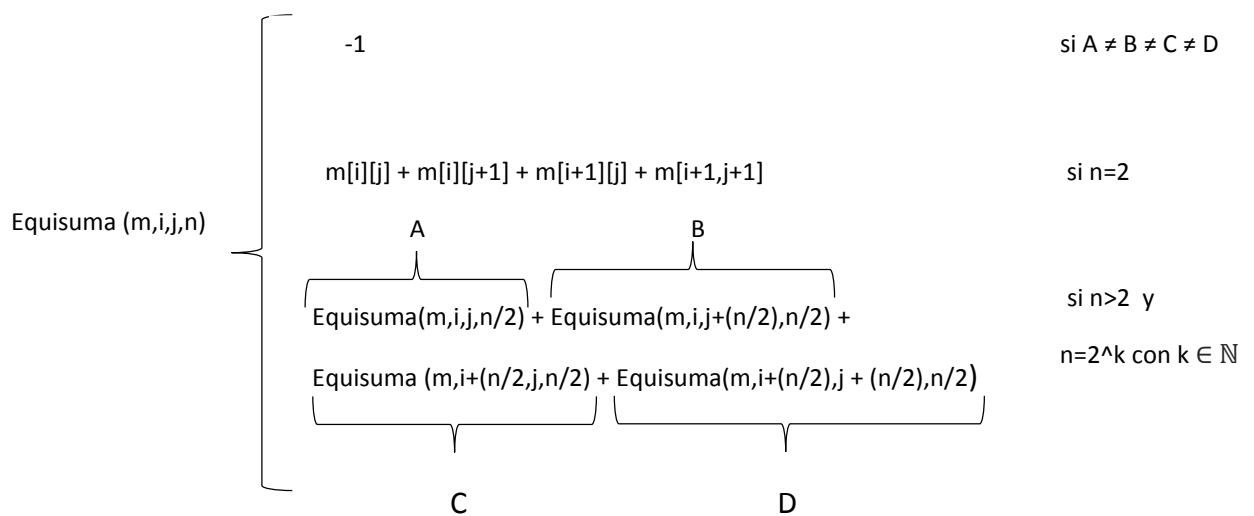 -1 si A ≠ B ≠ C ≠ D
m[i][j] + m[i][j+1] + m[i+1][j] + m[i+1,j+1] si n=2
Equisuma (m,i,j,n)
A B
Equisuma(m,i,j,n/2) + Equisuma(m,i,j+(n/2),n/2) + si n>2 y
Equisuma (m,i+(n/2,j,n/2) + Equisuma(m,i+(n/2),j + (n/2),n/2) n=2^k con k ∈ ℕ
C D